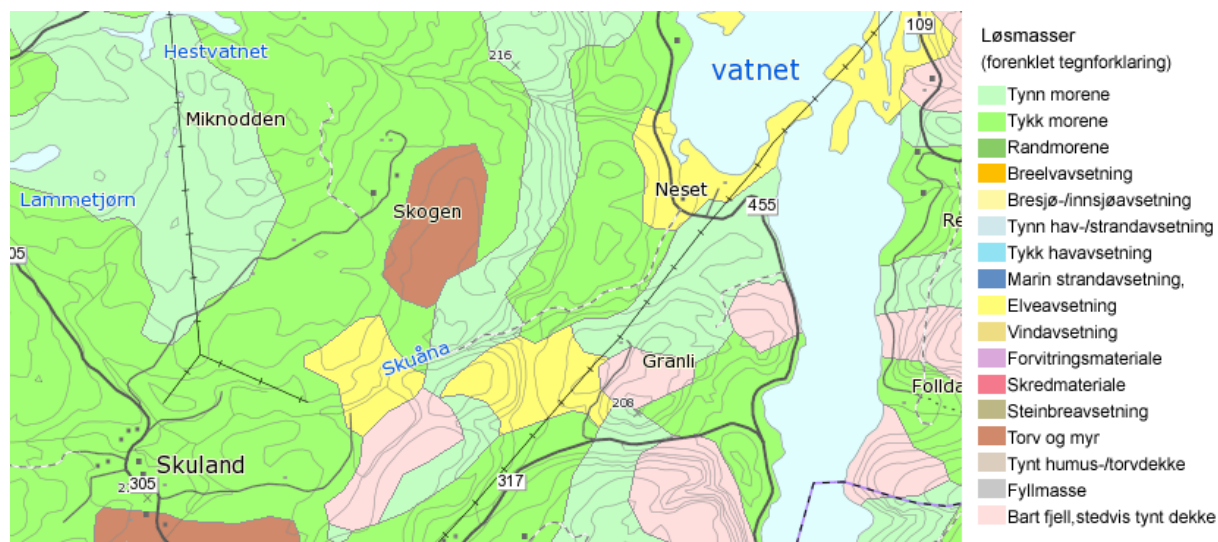 109
Hestvatnet
216
vatnet
Miknodden
Lammetjørn
Skogen
Neset
455
Re
05
Skuåna
Granli
208
Follda
Skuland
305
317
Løsmasser
(forenklet tegnforklaring)
Tynn morene
Tykk morene
Randmorene
Breelvavsetning
Bresjø-/innsjøavsetning
Tynn hav-/strandavsetning
Tykk havavsetning
Marin strandavsetning,
Elveavsetning
Vindavsetning
Forvitringsmateriale
Skredmateriale
Steinbreavsetning
Torv og myr
Tynt humus-/torvdekke
Fyllmasse
Bart fjell,stedvis tynt dekke